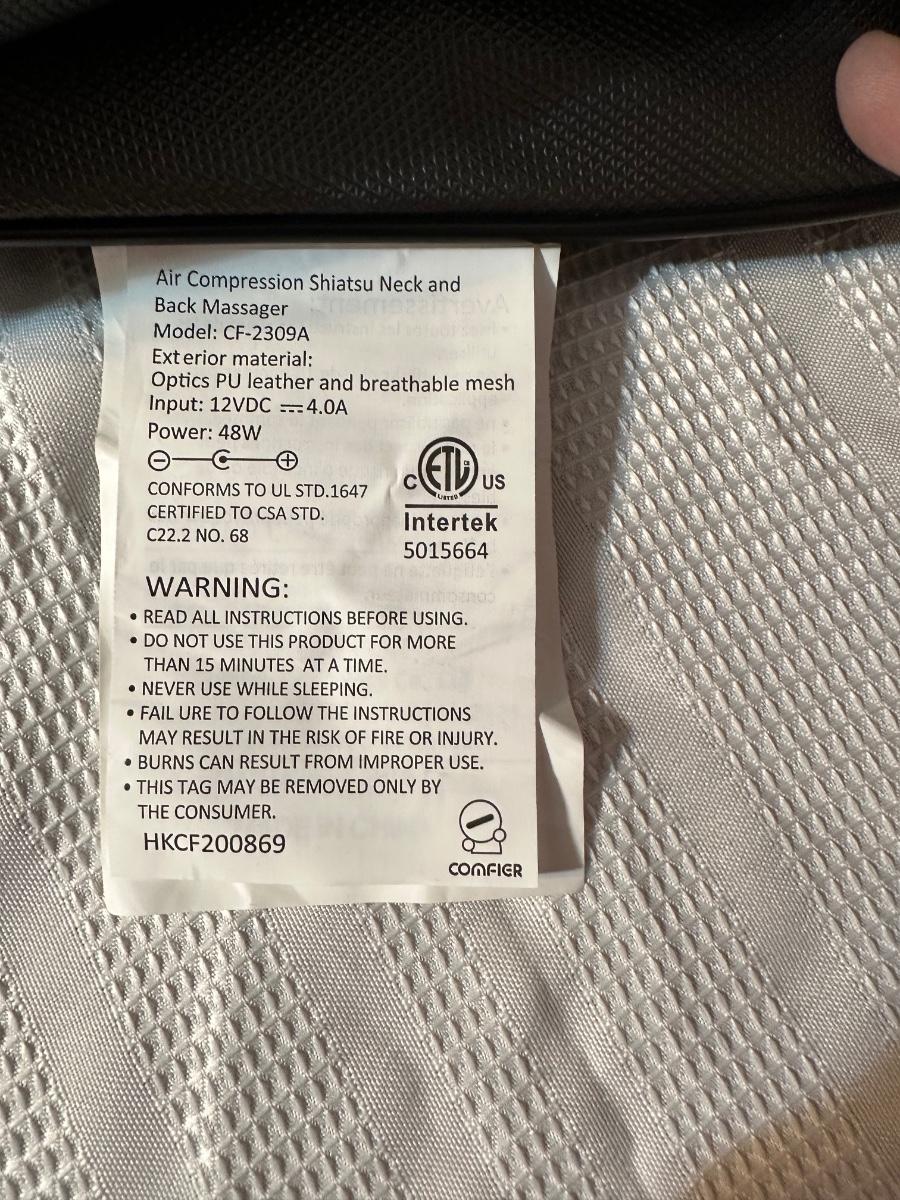 Air Compression Shiatsu Neck and
Back Massager
Model: CF-2309A
Exterior material:
Optics PU leather and breathable mesh
Input: 12VDC ⎓ 4.0A
Power: 48W
CONFORMS TO UL STD.1647
CERTIFIED TO CSA STD.
C22.2 NO. 68
C ETL US
LISTED
Intertek
5015664
WARNING:
• READ ALL INSTRUCTIONS BEFORE USING.
• DO NOT USE THIS PRODUCT FOR MORE
THAN 15 MINUTES AT A TIME.
• NEVER USE WHILE SLEEPING.
• FAIL URE TO FOLLOW THE INSTRUCTIONS
MAY RESULT IN THE RISK OF FIRE OR INJURY.
• BURNS CAN RESULT FROM IMPROPER USE.
• THIS TAG MAY BE REMOVED ONLY BY
THE CONSUMER.
HKCF200869
COMFIER